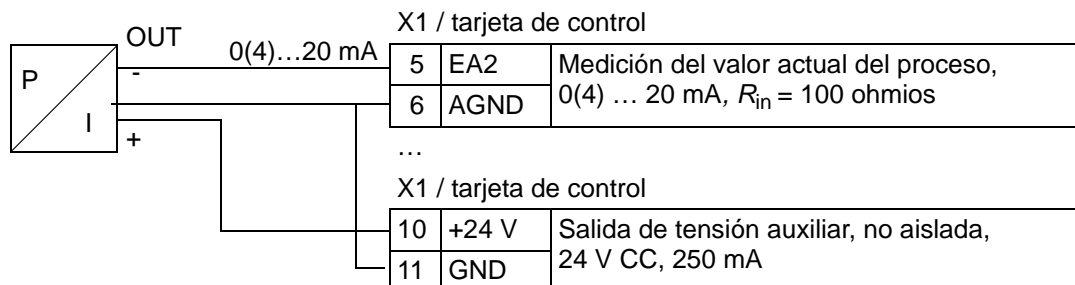 X1 / tarjeta de control
OUT
0(4)…20 mA
P
I
-
+
5 EA2 Medición del valor actual del proceso,
6 AGND 0(4) … 20 mA, Rin = 100 ohmios
…
X1 / tarjeta de control
10 +24 V Salida de tensión auxiliar, no aislada,
11 GND 24 V CC, 250 mA